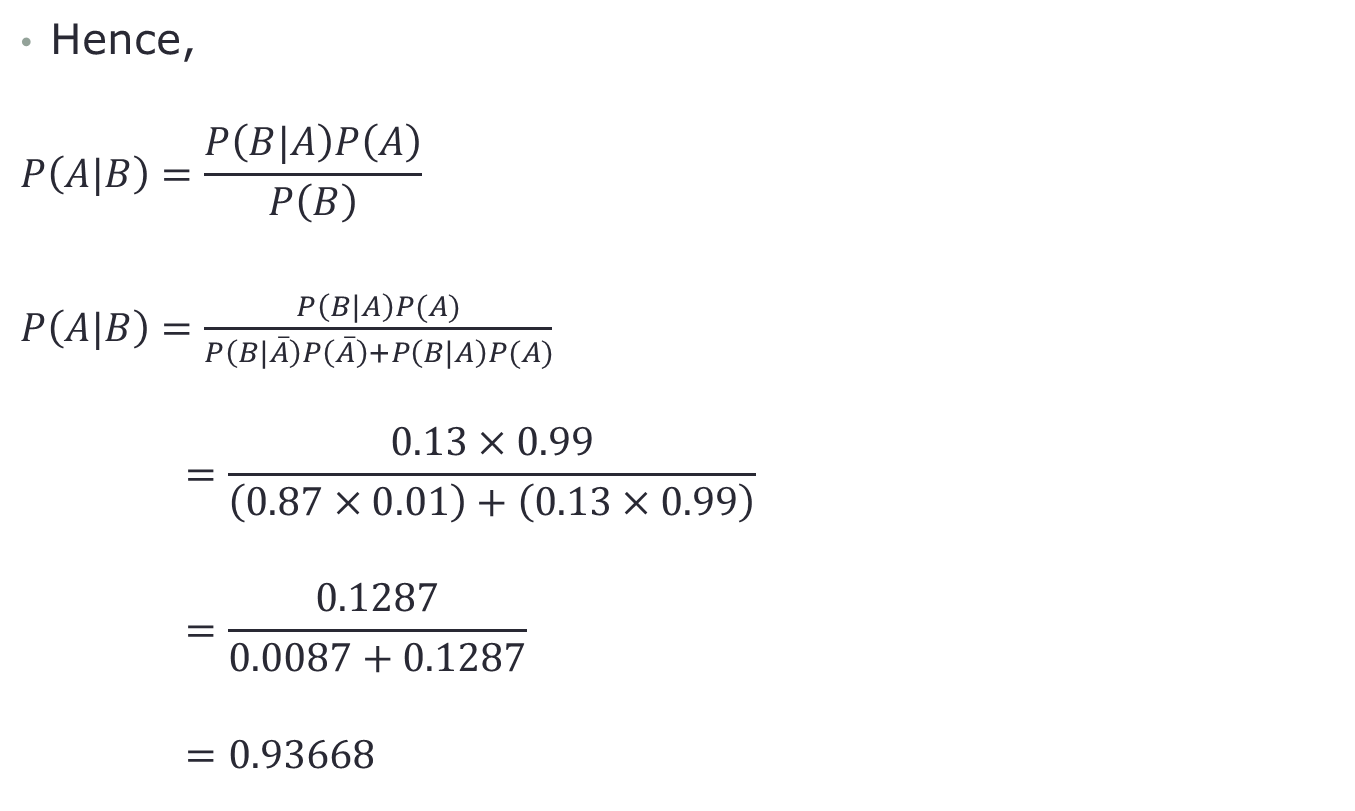 • Hence,
P(A|B) = P(B|A)P(A) / P(B)
P(A|B) = P(B|A)P(A) / P(B|Ā)P(Ā)+P(B|A)P(A)
= 0.13 × 0.99 / (0.87 × 0.01) + (0.13 × 0.99)
= 0.1287 / 0.0087 + 0.1287
= 0.93668